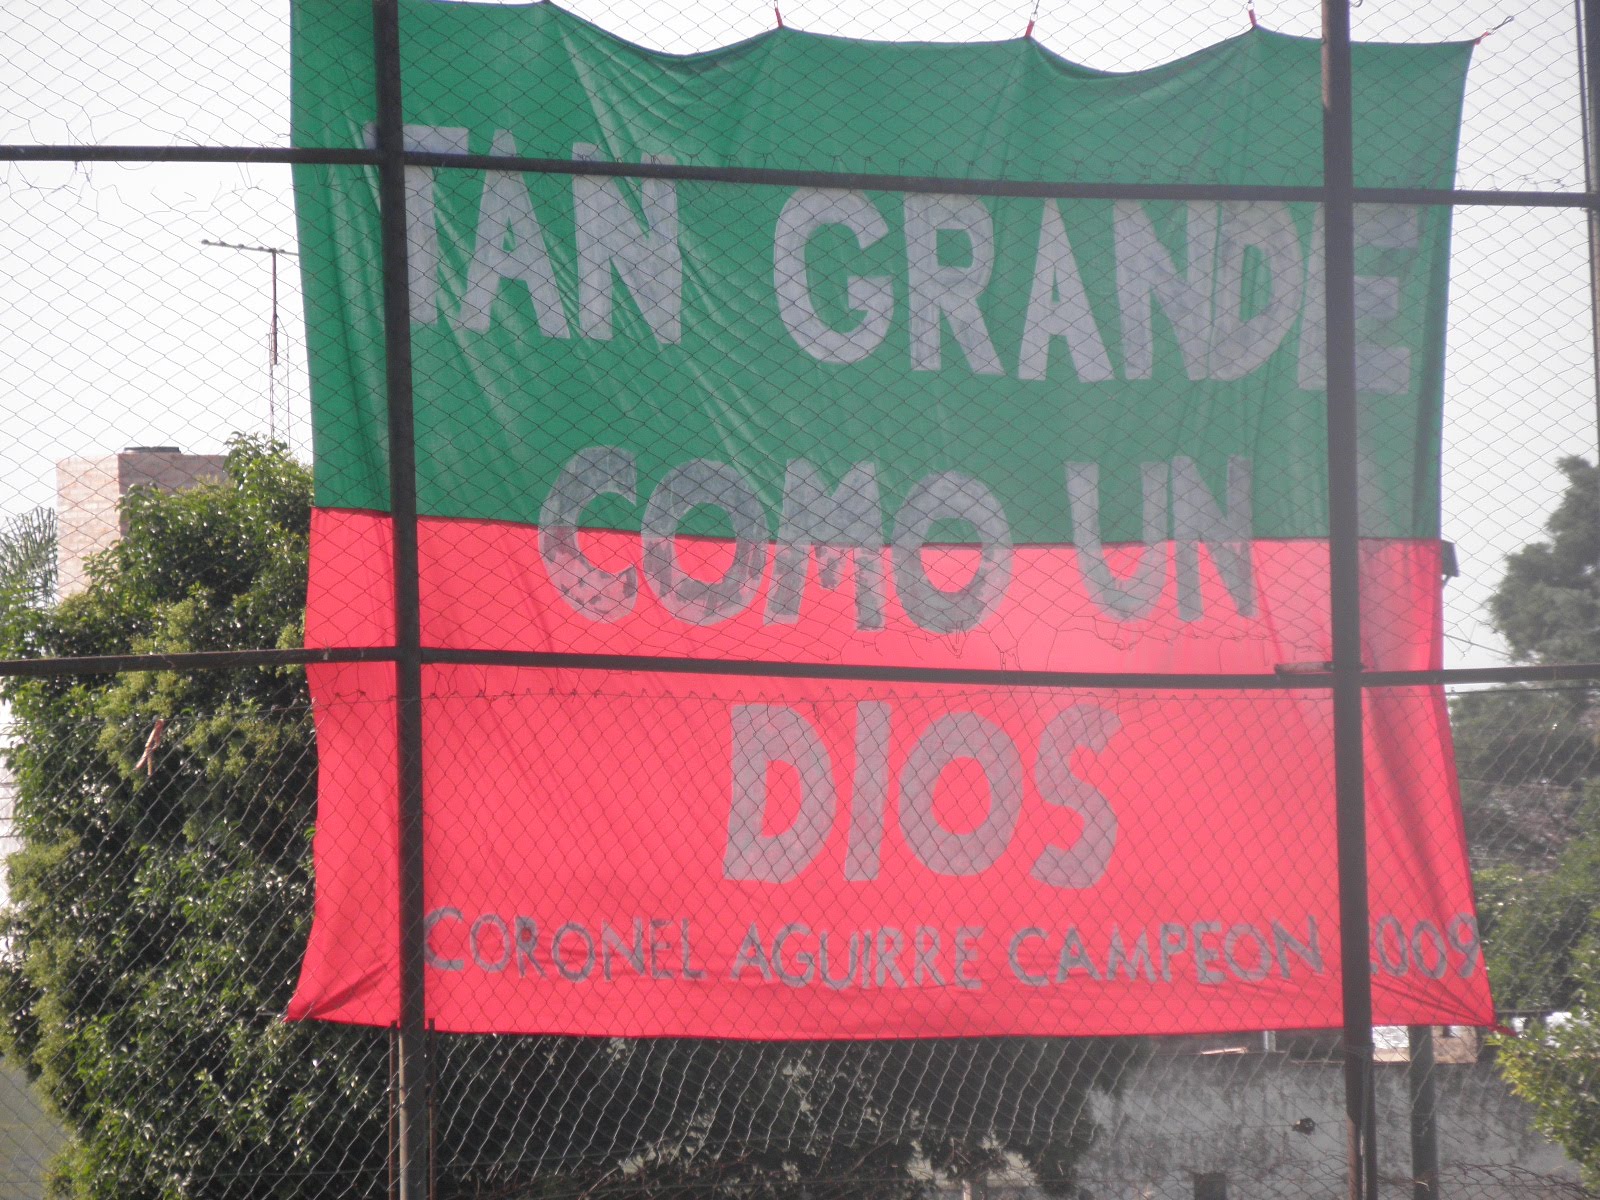 TAN GRANDE
COMO UN
DIOS
CORONEL AGUIRRE CAMPEON 2009